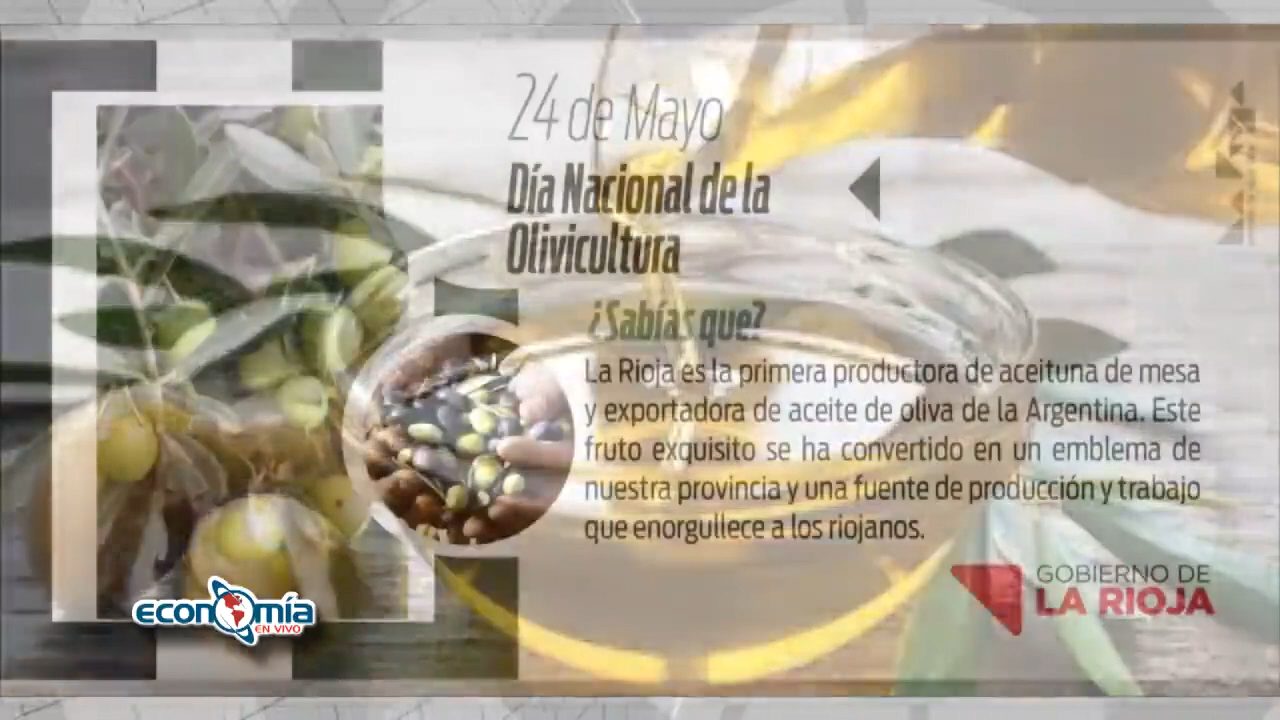 24 de Mayo
Día Nacional de la
Olivicultura
¿Sabías que?
La Rioja es la primera productora de aceituna de mesa
y exportadora de aceite de oliva de la Argentina. Este
fruto exquisito se ha convertido en un emblema de
nuestra provincia y una fuente de producción y trabajo
que enorgullece a los riojanos.
economía
EN VIVO
GOBIERNO DE
LA RIOJA